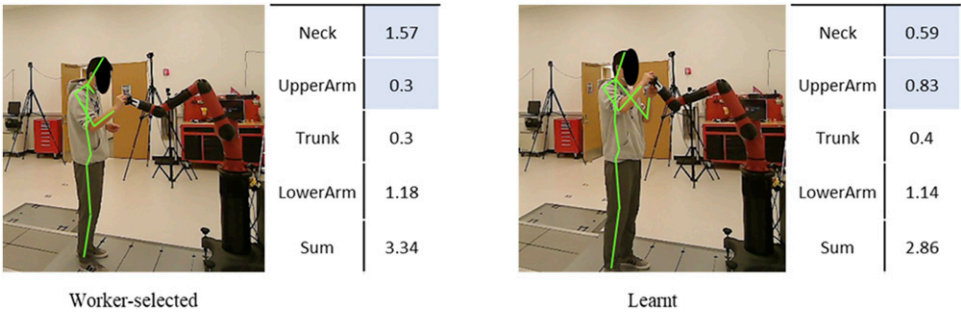 Neck 1.57
UpperArm 0.3
Trunk 0.3
LowerArm 1.18
Sum 3.34
Worker-selected
Neck 0.59
UpperArm 0.83
Trunk 0.4
LowerArm 1.14
Sum 2.86
Learnt